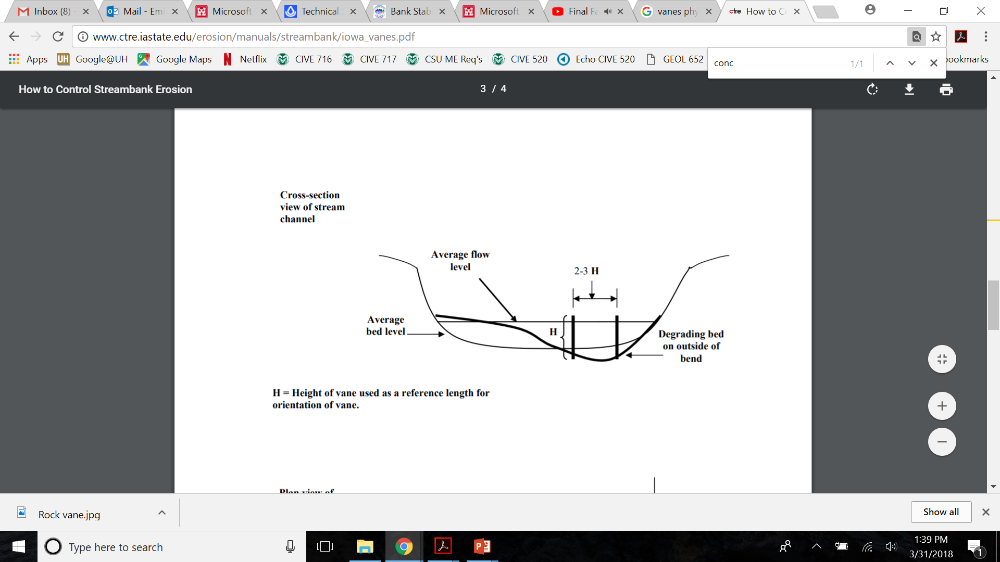 Inbox (8)
Mail - Emi
Microsoft
Technical
Bank Stab
Microsoft
Final Fa
vanes phy
ctre How to Co
www.ctre.iastate.edu/erosion/manuals/streambank/iowa_vanes.pdf
Apps
UH Google@UH
Google Maps
N Netflix
CIVE 716
CIVE 717
CSU ME Req's
CIVE 520
Echo CIVE 520
GEOL 652
bookmarks
conc 1/1
How to Control Streambank Erosion
3 / 4
Cross-section
view of stream
channel
Average flow
level
2-3 H
Average
bed level
H
Degrading bed
on outside of
bend
H = Height of vane used as a reference length for
orientation of vane.
Plan view of
Rock vane.jpg
Show all
Type here to search
1:39 PM
3/31/2018
1